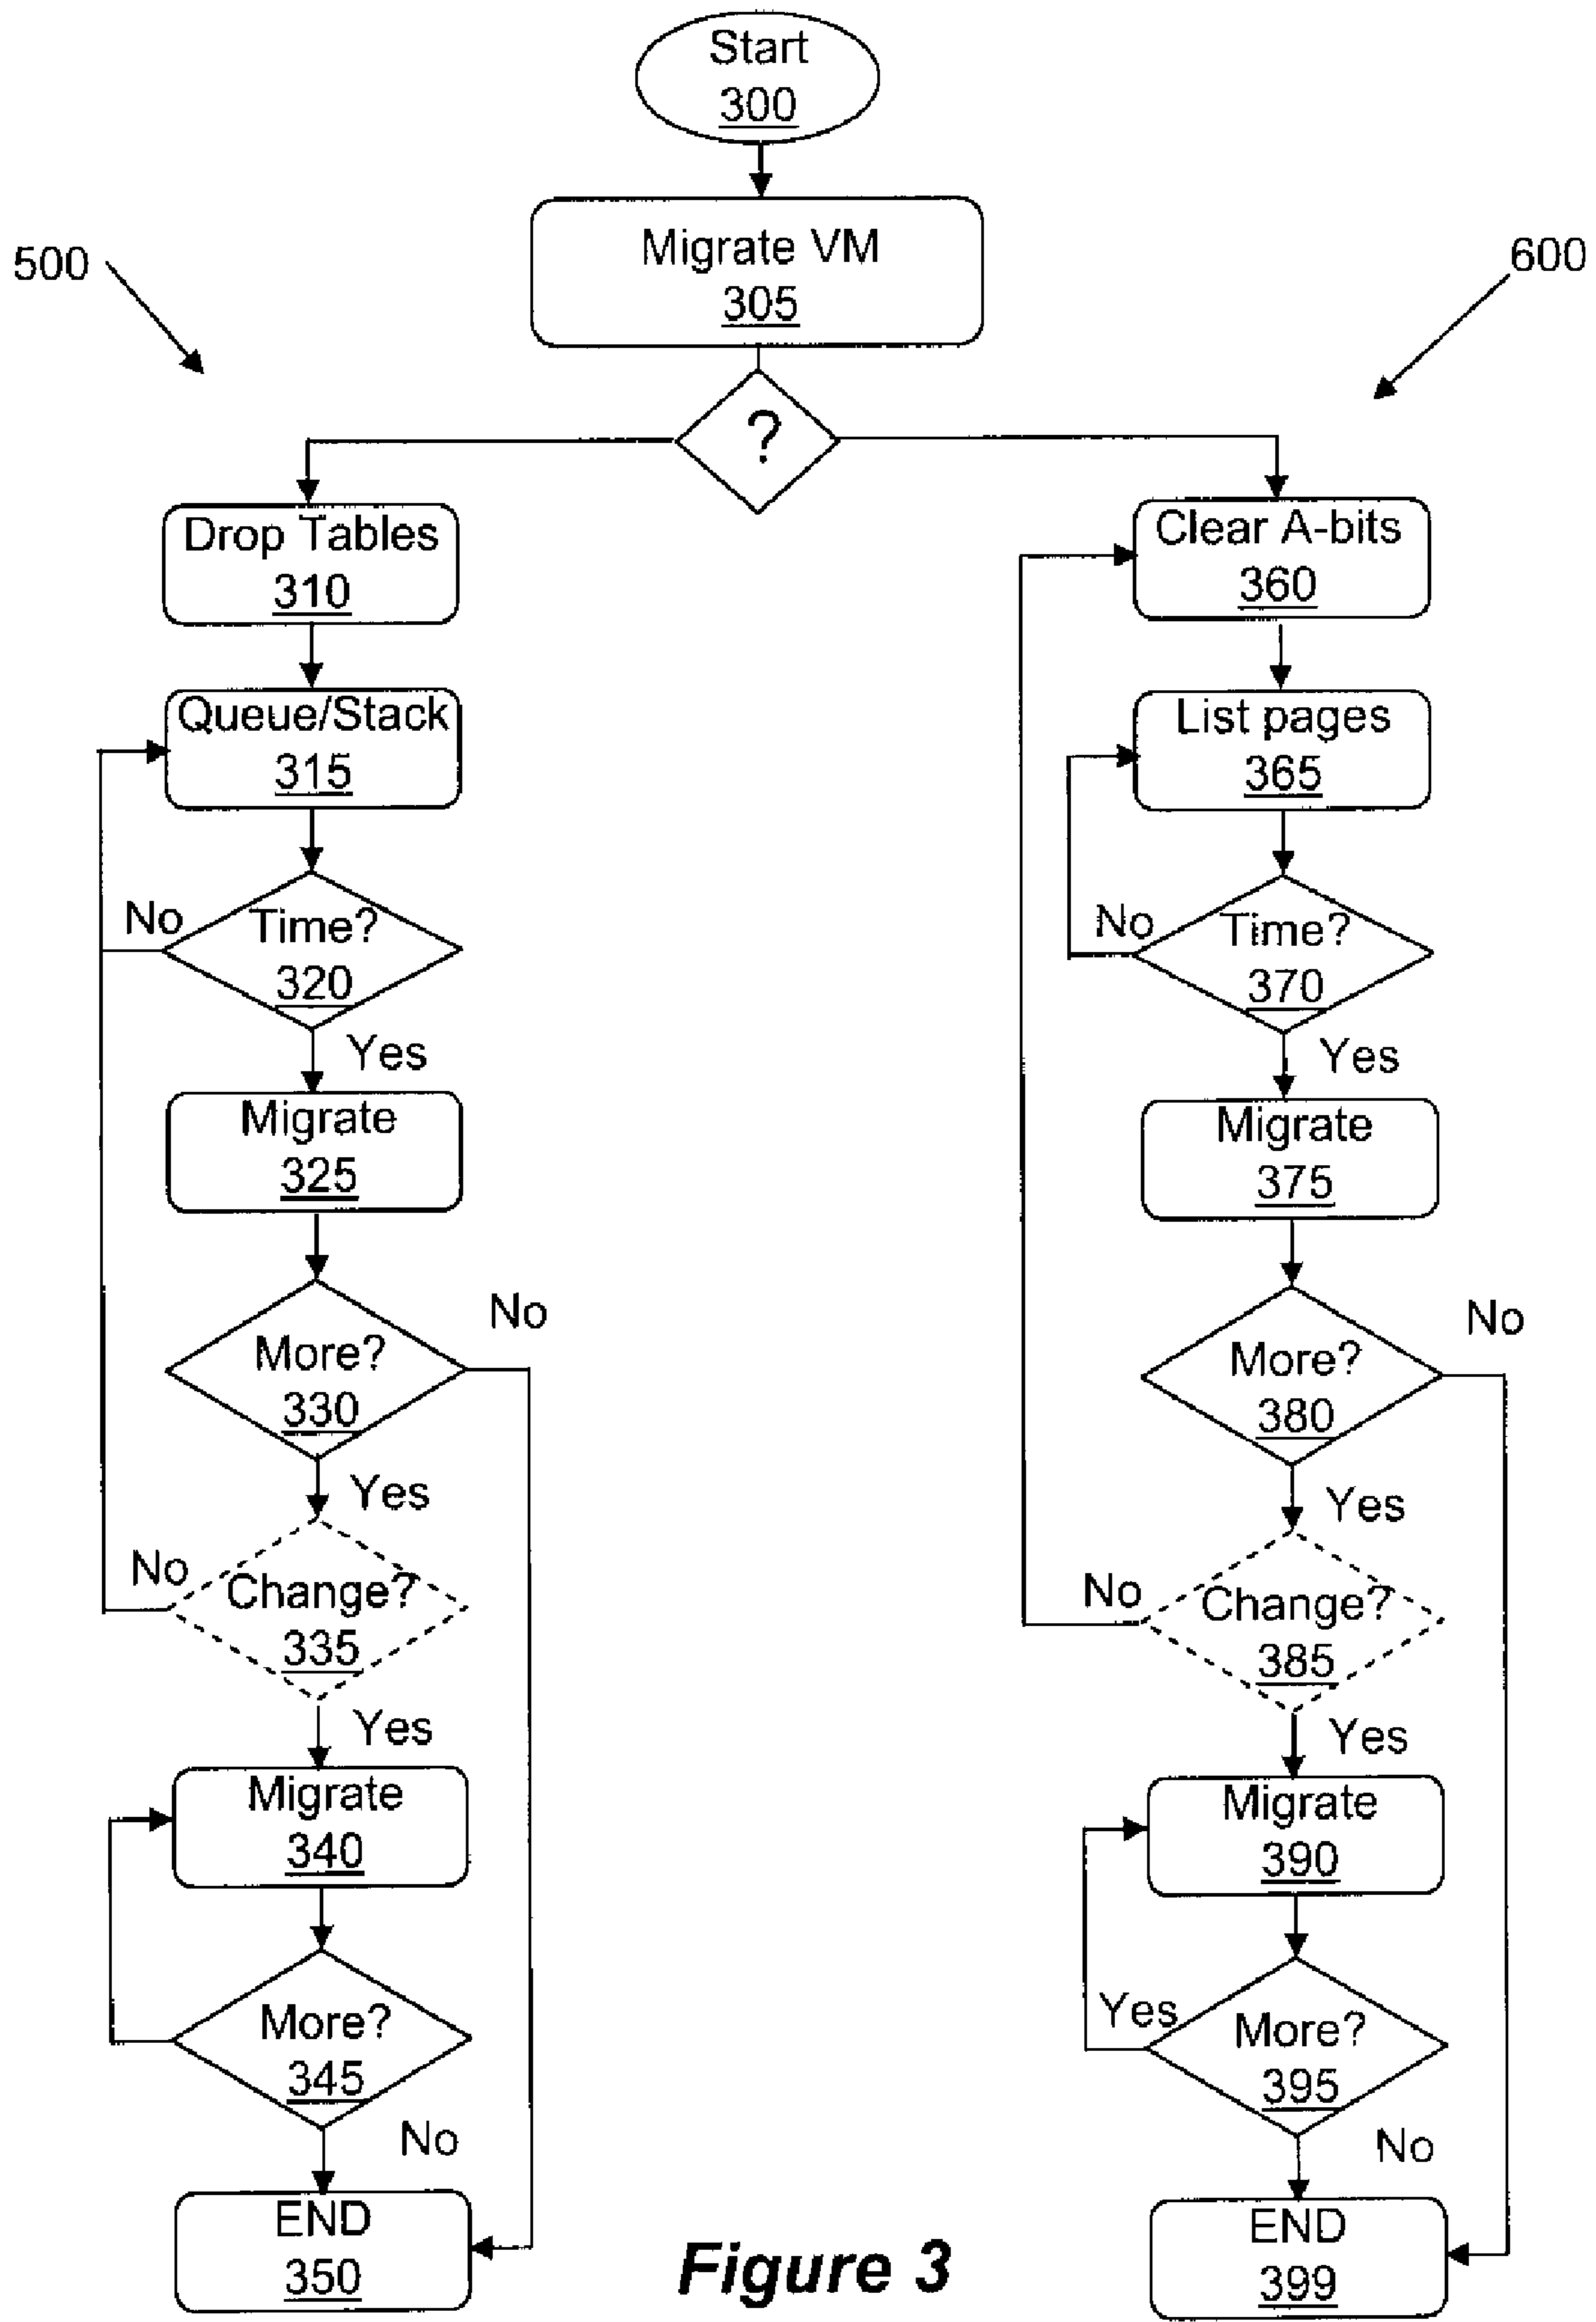 Start
300
Migrate VM
305
500
600
?
Drop Tables
310
Queue/Stack
315
No
Time?
320
Yes
Migrate
325
No
More?
330
Yes
No
Change?
335
Yes
Migrate
340
More?
345
No
END
350
Clear A-bits
360
List pages
365
No
Time?
370
Yes
Migrate
375
No
More?
380
Yes
No
Change?
385
Yes
Migrate
390
Yes
More?
395
No
END
399
Figure 3